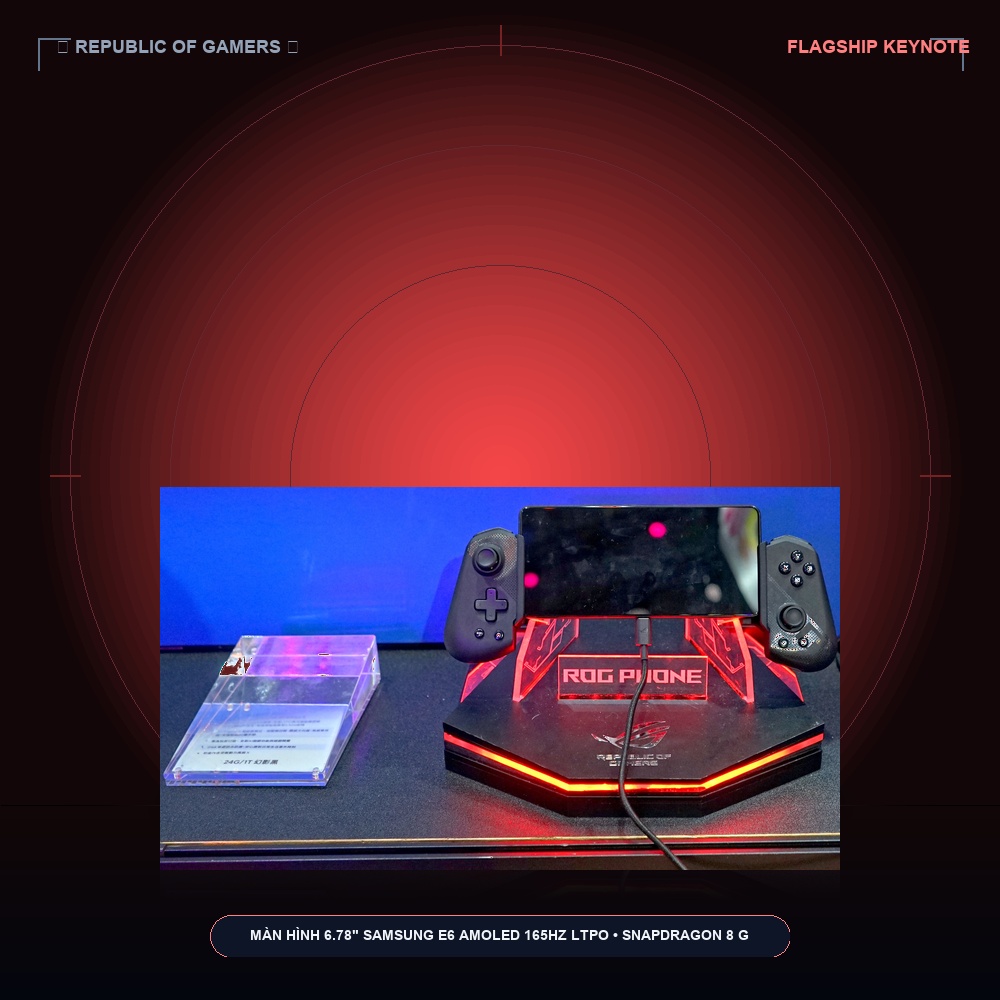 REPUBLIC OF GAMERS
FLAGSHIP KEYNOTE
ROG PHONE
REPUBLIC OF
GAMERS
24G/1T 幻影黑
MÀN HÌNH 6.78" SAMSUNG E6 AMOLED 165HZ LTPO • SNAPDRAGON 8 G